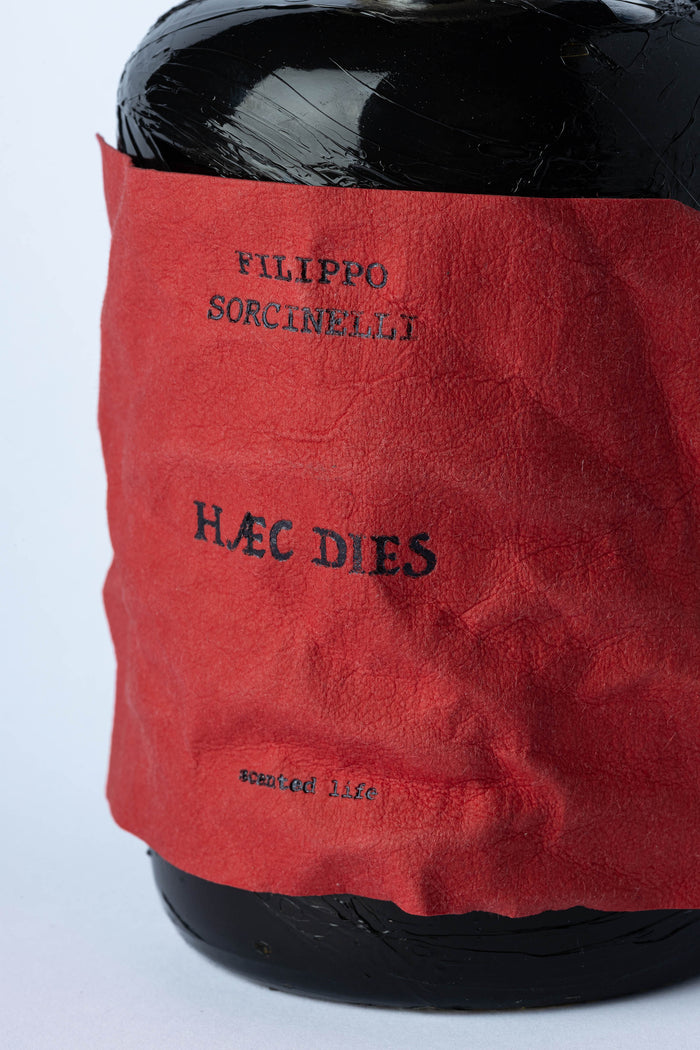 FILIPPO
SORCINELLI
HÆC DIES
scented life